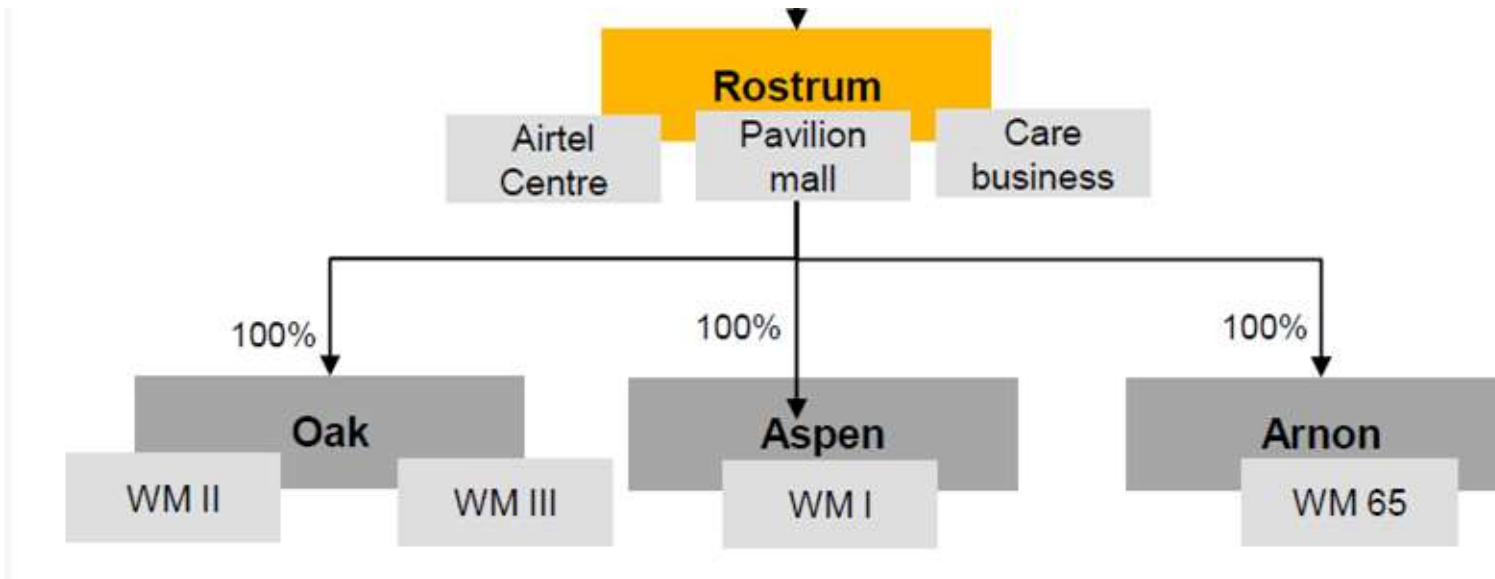 Rostrum
Airtel
Centre
Pavilion
mall
Care
business
100%
100%
100%
Oak
Aspen
Arnon
WM II
WM III
WM I
WM 65